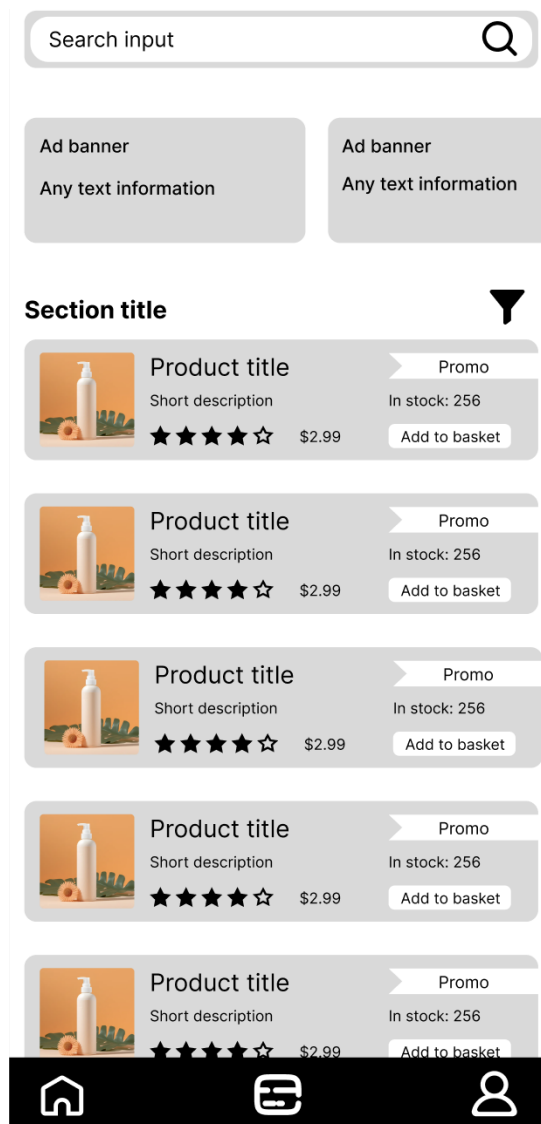 Search input
Ad banner
Any text information
Ad banner
Any text information
Section title
Product title
Promo
Short description
In stock: 256
$2.99
Add to basket
Product title
Promo
Short description
In stock: 256
$2.99
Add to basket
Product title
Promo
Short description
In stock: 256
$2.99
Add to basket
Product title
Promo
Short description
In stock: 256
$2.99
Add to basket
Product title
Promo
Short description
In stock: 256
$2.99
Add to basket